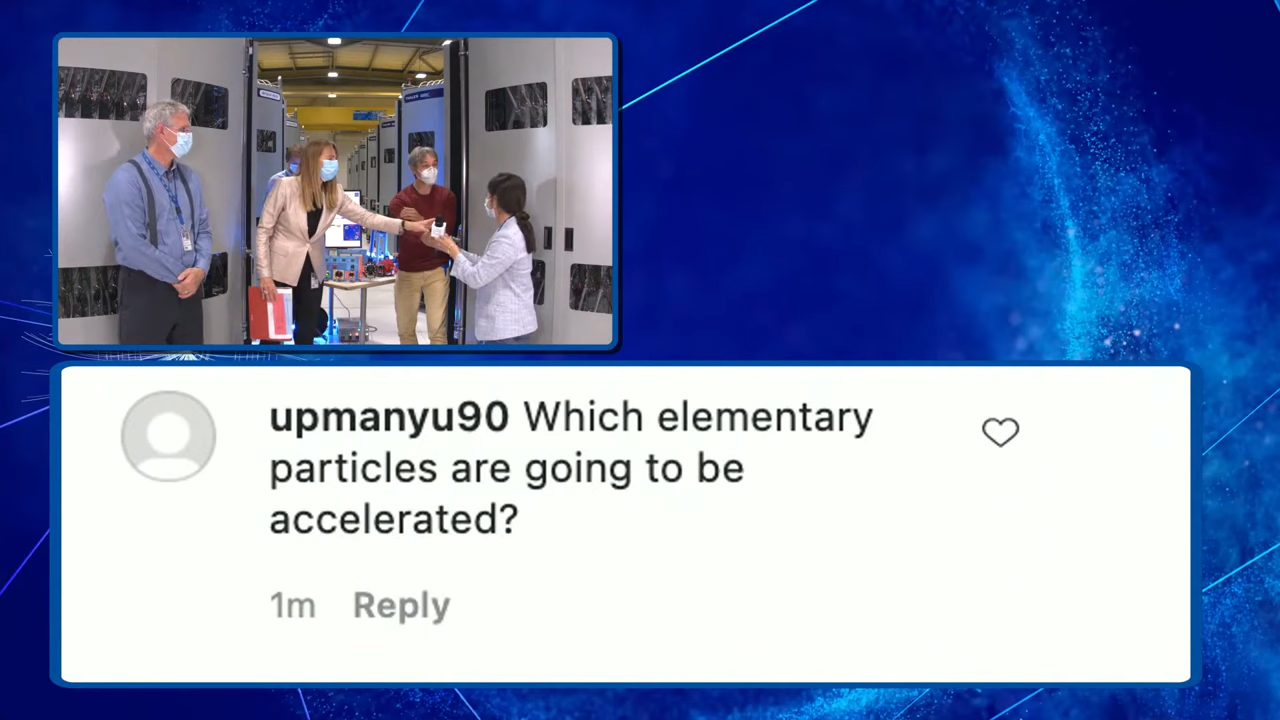 upmanyu90 Which elementary
particles are going to be
accelerated?
1m Reply